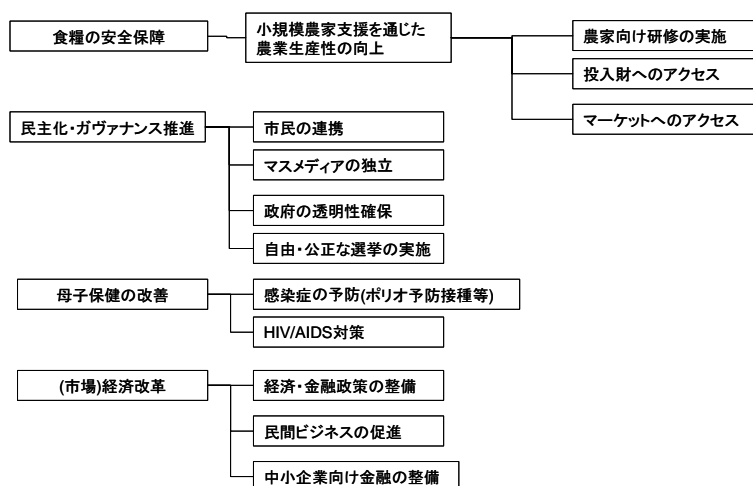 食糧の安全保障
小規模農家支援を通じた
農業生産性の向上
農家向け研修の実施
投入財へのアクセス
マーケットへのアクセス
民主化・ガヴァナンス推進
市民の連携
マスメディアの独立
政府の透明性確保
自由・公正な選挙の実施
母子保健の改善
感染症の予防(ポリオ予防接種等)
HIV/AIDS対策
(市場)経済改革
経済・金融政策の整備
民間ビジネスの促進
中小企業向け金融の整備